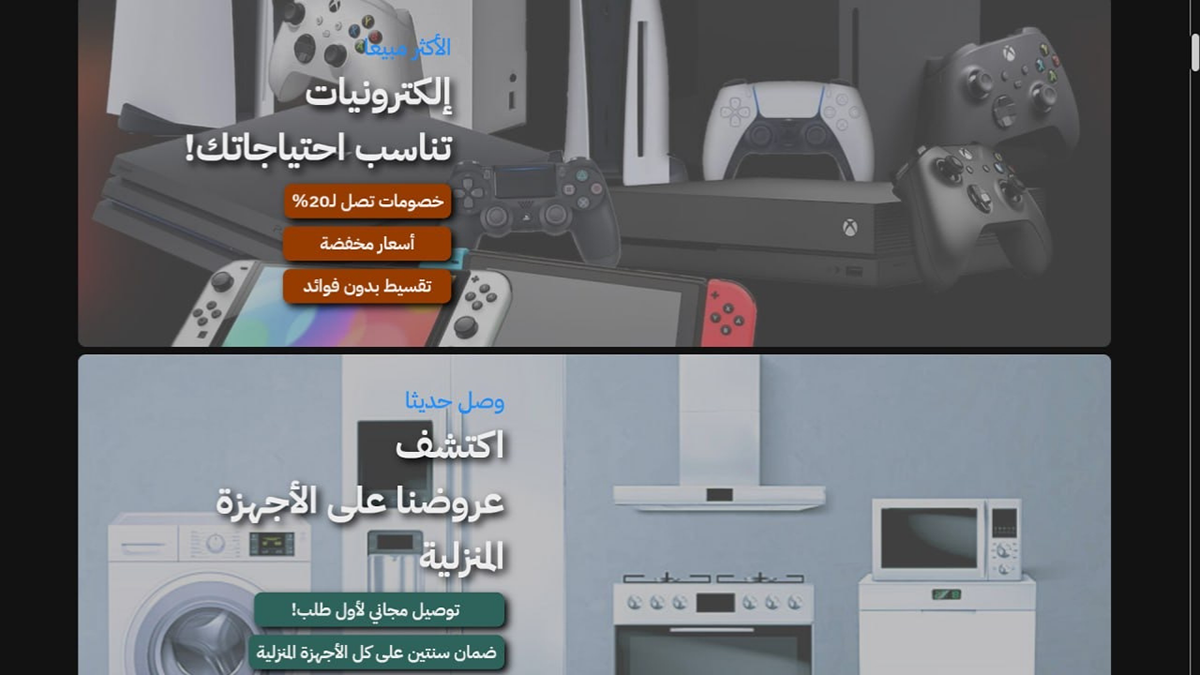 الأكثر مبيعا
إلكترونيات
تناسب احتياجاتك!
خصومات تصل لـ20%
أسعار مخفضة
تقسيط بدون فوائد
وصل حديثا
اكتشف
عروضنا على الأجهزة
المنزلية
توصيل مجاني لأول طلب!
ضمان سنتين على كل الأجهزة المنزلية